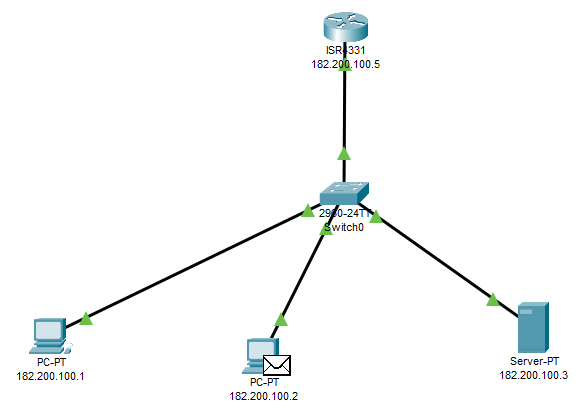 ISR4331
182.200.100.5
2960-24TT
Switch0
PC-PT
182.200.100.1
PC-PT
182.200.100.2
Server-PT
182.200.100.3